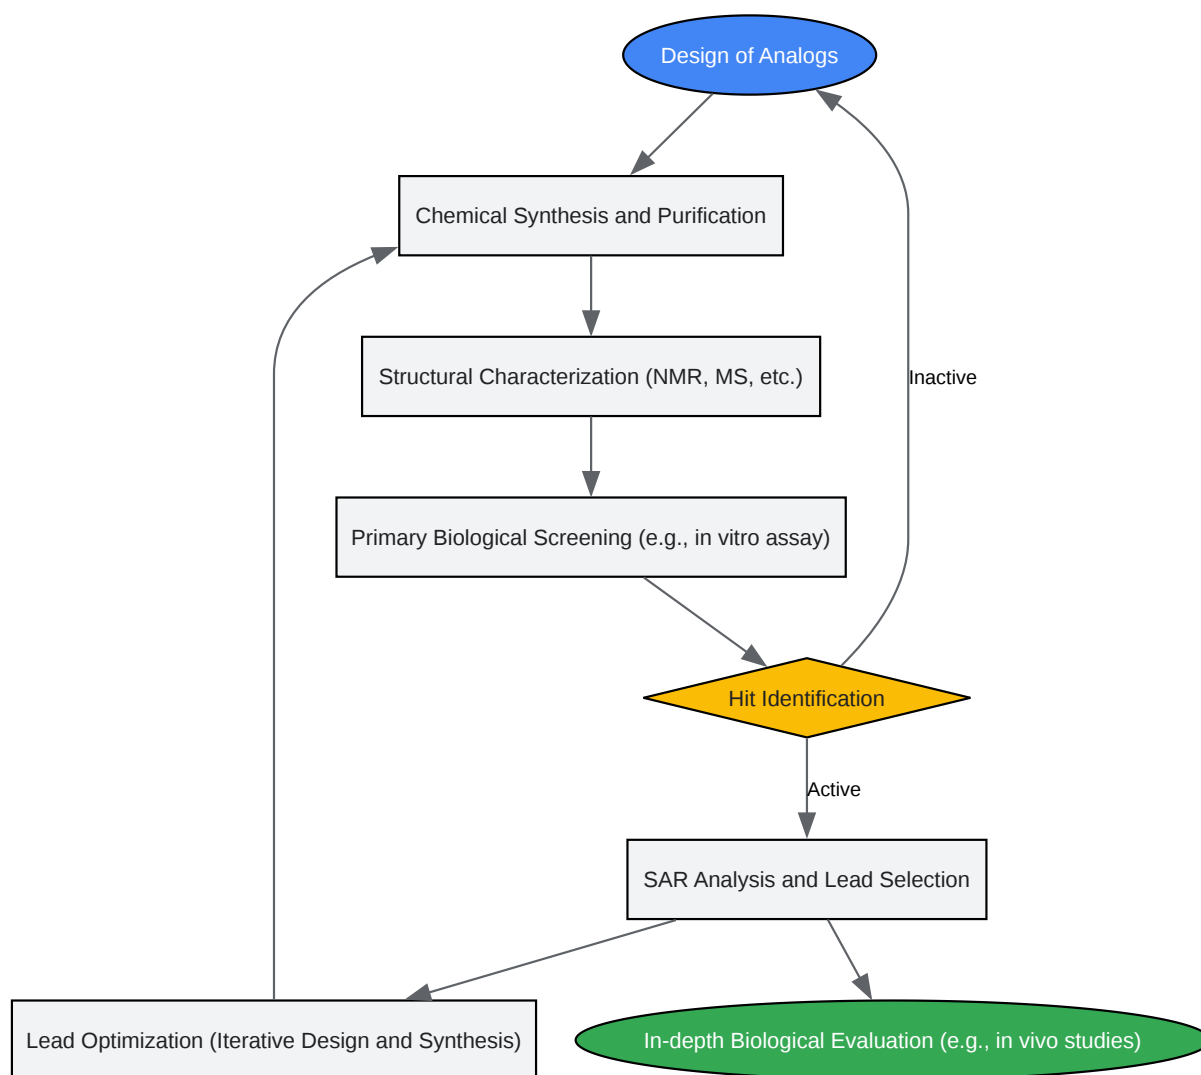 Design of Analogs
Chemical Synthesis and Purification
Structural Characterization (NMR, MS, etc.)
Inactive
Primary Biological Screening (e.g., in vitro assay)
Hit Identification
Active
SAR Analysis and Lead Selection
Lead Optimization (Iterative Design and Synthesis)
In-depth Biological Evaluation (e.g., in vivo studies)